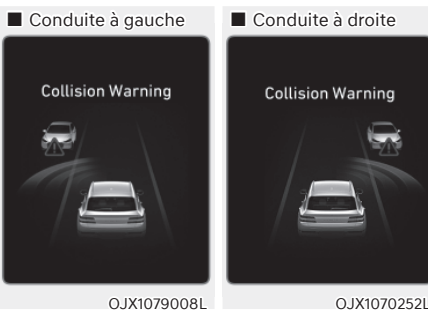 ■ Conduite à gauche
Collision Warning
OJX1079008L
■ Conduite à droite
Collision Warning
OJX1070252L